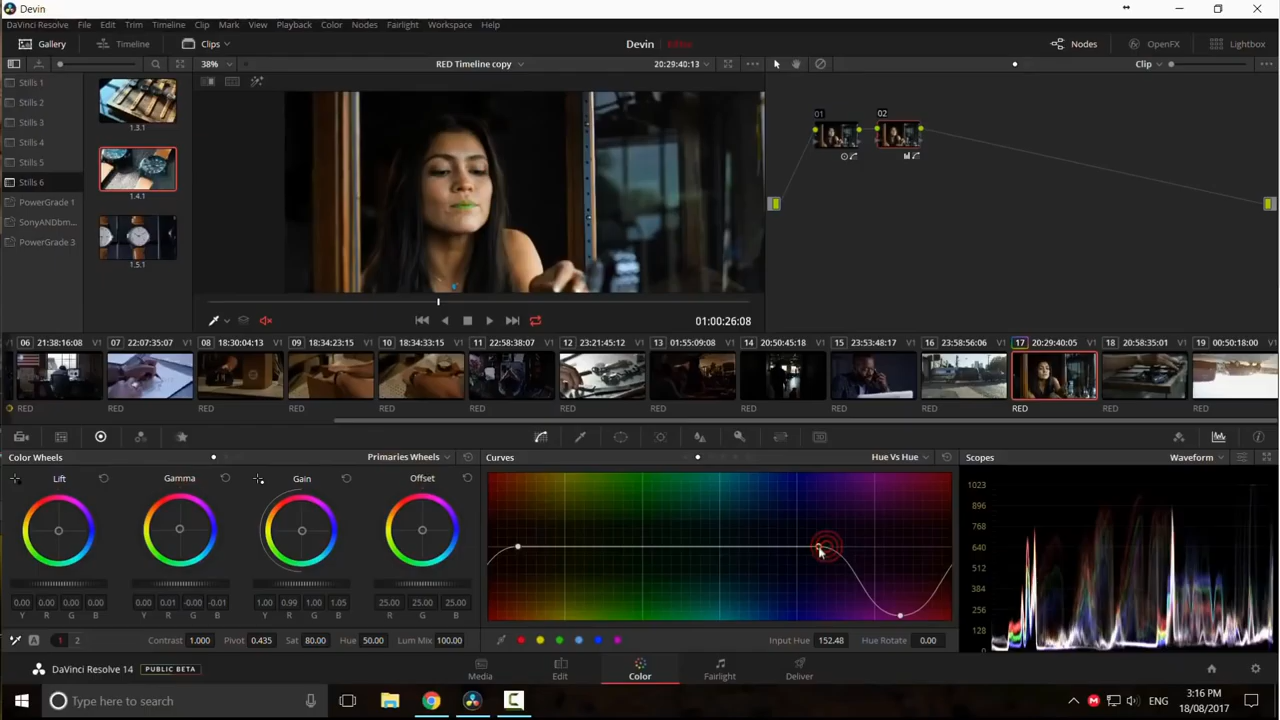 Devin
DaVinci Resolve File Edit Trim Timeline Clip Mark View Playback Color Nodes Fairlight Workspace Help
Gallery Timeline Clips Devin Edited Nodes OpenFX Lightbox
38% RED Timeline copy 20:29:40:13 Clip
Stills 1
Stills 2
Stills 3
Stills 4
Stills 5
Stills 6
PowerGrade 1
SonyANDbm...
PowerGrade 3
1.3.1
1.4.1
1.5.1
01 02
01:00:26:08
06 21:38:16:08 V1 07 22:07:35:07 V1 08 18:30:04:13 V1 09 18:34:33:15 V1 10 18:34:33:15 V1 11 22:58:38:07 V1 12 23:21:45:12 V1 13 01:55:09:08 V1 14 20:50:45:18 V1 15 23:53:48:17 V1 16 23:58:56:06 V1 17 20:29:40:05 V1 18 20:58:35:01 V1 19 00:50:18:00 V1
RED RED RED RED RED RED RED RED RED RED RED RED RED RED
Color Wheels Primaries Wheels Curves Hue Vs Hue Scopes Waveform
Lift Gamma Gain Offset
0.00 0.00 0.00 0.00 0.00 0.01 -0.00 -0.01 1.00 0.99 1.00 1.05 25.00 25.00 25.00
Y R G B Y R G B Y R G B R G B
A 1 2 Contrast 1.000 Pivot 0.435 Sat 80.00 Hue 50.00 Lum Mix 100.00
Input Hue 152.48 Hue Rotate 0.00
1023
896
768
640
512
384
256
128
0
DaVinci Resolve 14 PUBLIC BETA
Media Edit Color Fairlight Deliver
Type here to search
ENG
3:16 PM
18/08/2017